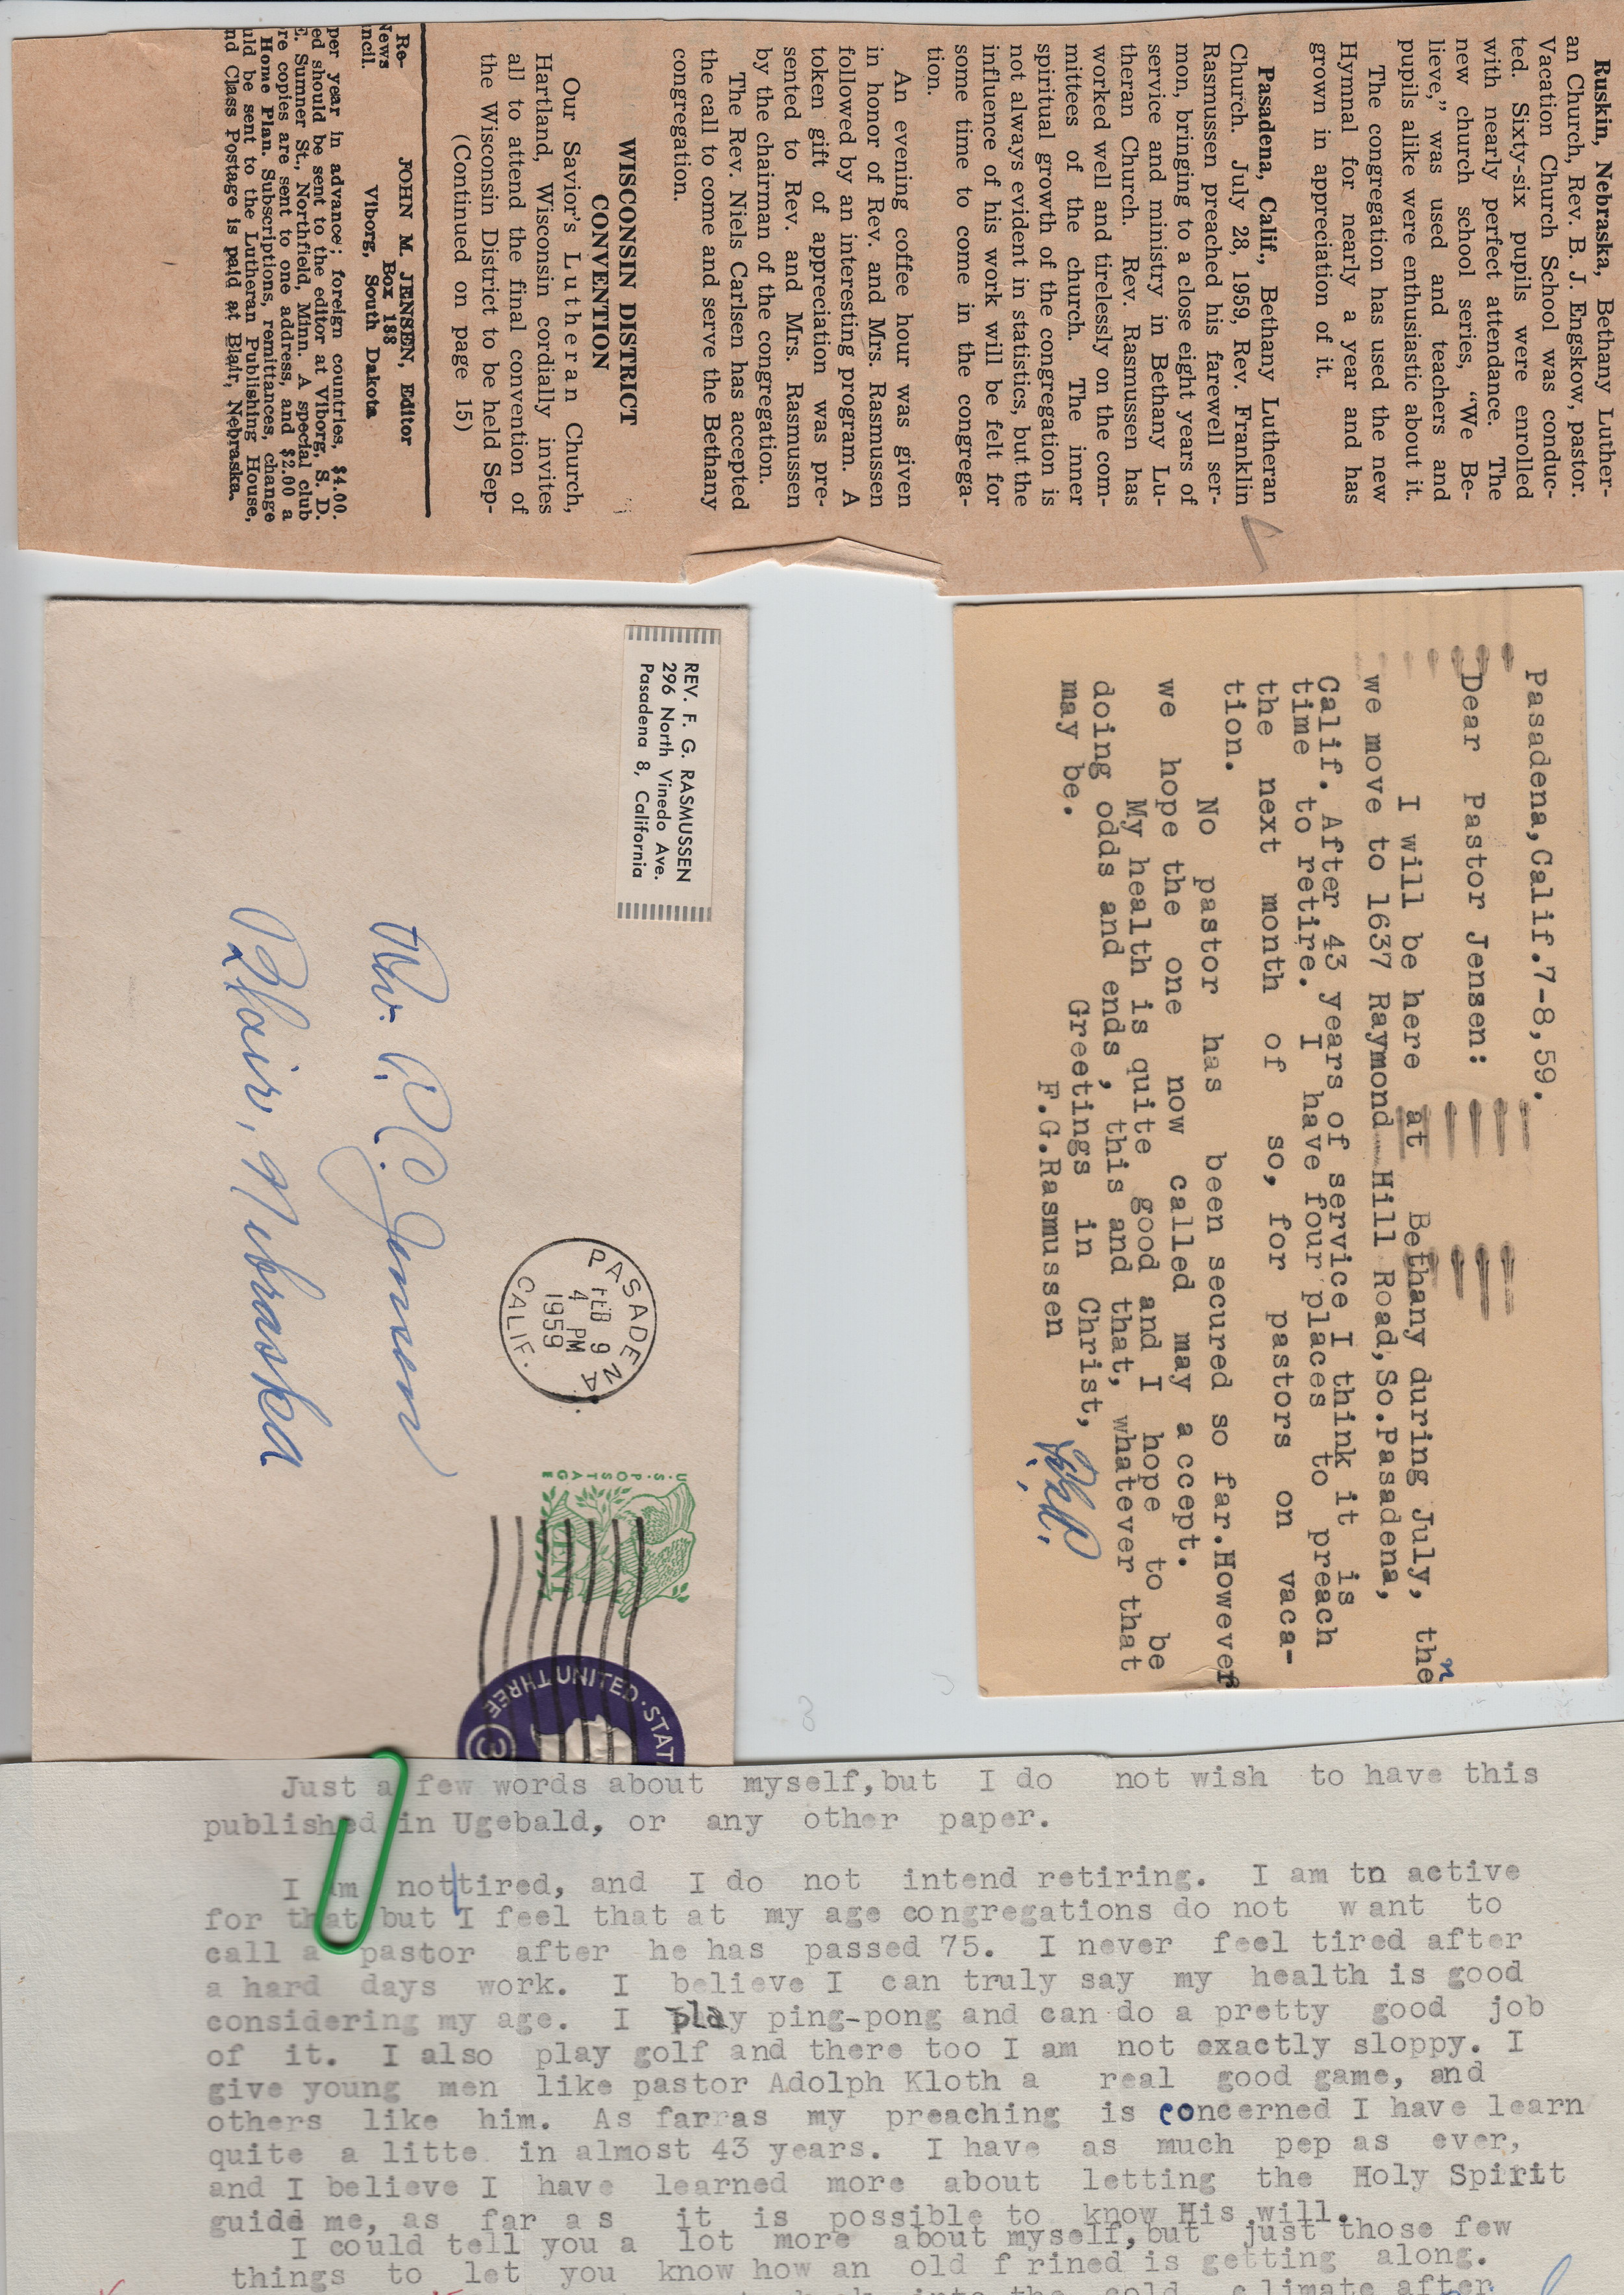 Ruskin, Nebraska, Bethany Luther-
an Church, Rev. B. J. Engskow, pastor.
Vacation Church School was conduc-
ted. Sixty-six pupils were enrolled
with nearly perfect attendance. The
new church school series, “We Be-
lieve,” was used and teachers and
pupils alike were enthusiastic about it.
The congregation has used the new
Hymnal for nearly a year and has
grown in appreciation of it.
Pasadena, Calif., Bethany Lutheran
Church. July 28, 1959, Rev. Franklin
Rasmussen preached his farewell ser-
mon, bringing to a close eight years of
service and ministry in Bethany Lu-
theran Church. Rev. Rasmussen has
worked well and tirelessly on the com-
mittees of the church. The inner
spiritual growth of the congregation is
not always evident in statistics, but the
influence of his work will be felt for
some time to come in the congrega-
tion.
An evening coffee hour was given
in honor of Rev. and Mrs. Rasmussen
followed by an interesting program. A
token gift of appreciation was pre-
sented to Rev. and Mrs. Rasmussen
by the chairman of the congregation.
The Rev. Niels Carlsen has accepted
the call to come and serve the Bethany
congregation.
WISCONSIN DISTRICT
CONVENTION
Our Savior's Lutheran Church,
Hartland, Wisconsin cordially invites
all to attend the final convention of
the Wisconsin District to be held Sep-
(Continued on page 15)
Re-
News
ncil.
JOHN M. JENSEN, Editor
Box 188
Viborg, South Dakota
per year in advance; foreign countries, $4.00.
ed should be sent to the editor at Viborg, S. D.
E. Sumner St., Northfield, Minn. A special club
re copies are sent to one address, and $2.00 a
Home Plan. Subscriptions, remittances, change
uld be sent to the Lutheran Publishing House,
nd Class Postage is paid at Blair, Nebraska.
Pasadena,Calif.7-8,59.
Dear Pastor Jensen:
I will be here at Bethany during July, then
we move to 1637 Raymond Hill Road,So.Pasadena,
Calif. After 43 years of service I think it is
time to retire. I have four places to preach
the next month of so, for pastors on vaca-
tion.
No pastor has been secured so far.However
we hope the one now called may accept.
My health is quite good and I hope to be
doing odds and ends, this and that, whatever that
may be.
Greetings in Christ,
F.G.Rasmussen
REV. F. G. RASMUSSEN
296 North Vinedo Ave.
Pasadena 8, California
PASADENA
FEB 9
4 PM
1959
CALIF.
U.S. POSTAGE
CENT
THREE UNITED·STAT
3
Rev. P.C. Jensen
Blair, Nebraska
Just a few words about myself,but I do not wish to have this
published in Ugebald, or any other paper.
I am nottired, and I do not intend retiring. I am to active
for that but I feel that at my age congregations do not want to
call a pastor after he has passed 75. I never feel tired after
a hard days work. I believe I can truly say my health is good
considering my age. I play ping-pong and can do a pretty good job
of it. I also play golf and there too I am not exactly sloppy. I
give young men like pastor Adolph Kloth a real good game, and
others like him. As farras my preaching is concerned I have learn
quite a litte in almost 43 years. I have as much pep as ever,
and I believe I have learned more about letting the Holy Spirit
guide me, as far as it is possible to know His will.
I could tell you a lot more about myself,but just those few
things to let you know how an old frined is getting along.
back into the cold climate after